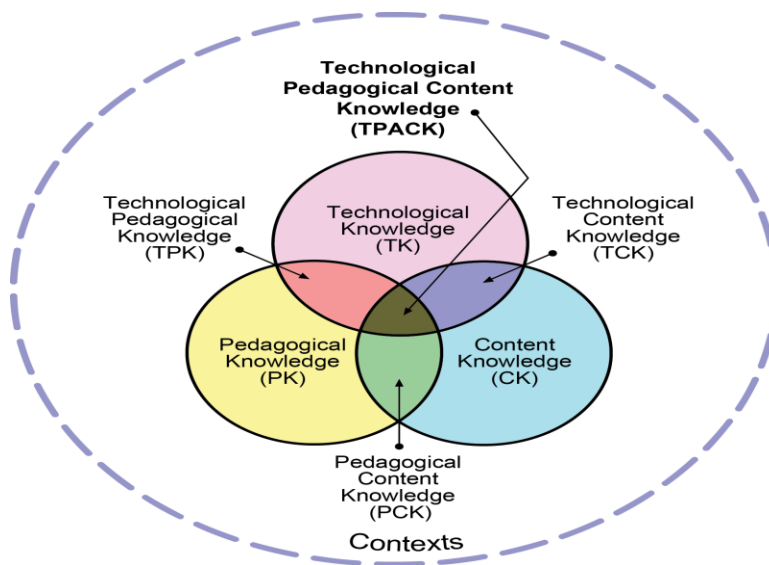 Technological
Pedagogical Content
Knowledge
(TPACK)
Technological
Pedagogical
Knowledge
(TPK)
Technological
Knowledge
(TK)
Technological
Content
Knowledge
(TCK)
Pedagogical
Knowledge
(PK)
Content
Knowledge
(CK)
Pedagogical
Content
Knowledge
(PCK)
Contexts